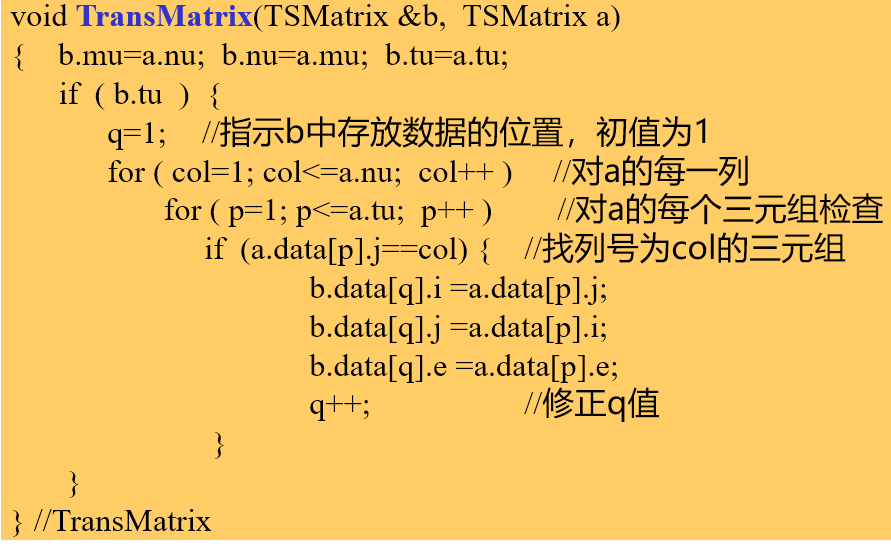 void TransMatrix(TSMatrix &b, TSMatrix a)
{ b.mu=a.nu; b.nu=a.mu; b.tu=a.tu;
if ( b.tu ) {
q=1; //指示b中存放数据的位置，初值为1
for ( col=1; col<=a.nu; col++ ) //对a的每一列
for ( p=1; p<=a.tu; p++ ) //对a的每个三元组检查
if (a.data[p].j==col) { //找列号为col的三元组
b.data[q].i =a.data[p].j;
b.data[q].j =a.data[p].i;
b.data[q].e =a.data[p].e;
q++; //修正q值
}
}
} //TransMatrix